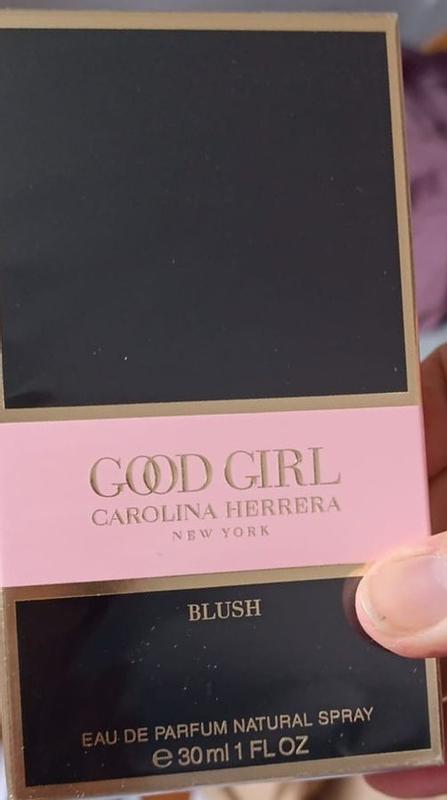 GOOD GIRL
CAROLINA HERRERA
NEW YORK
BLUSH
EAU DE PARFUM NATURAL SPRAY
℮ 30 ml 1 FL OZ